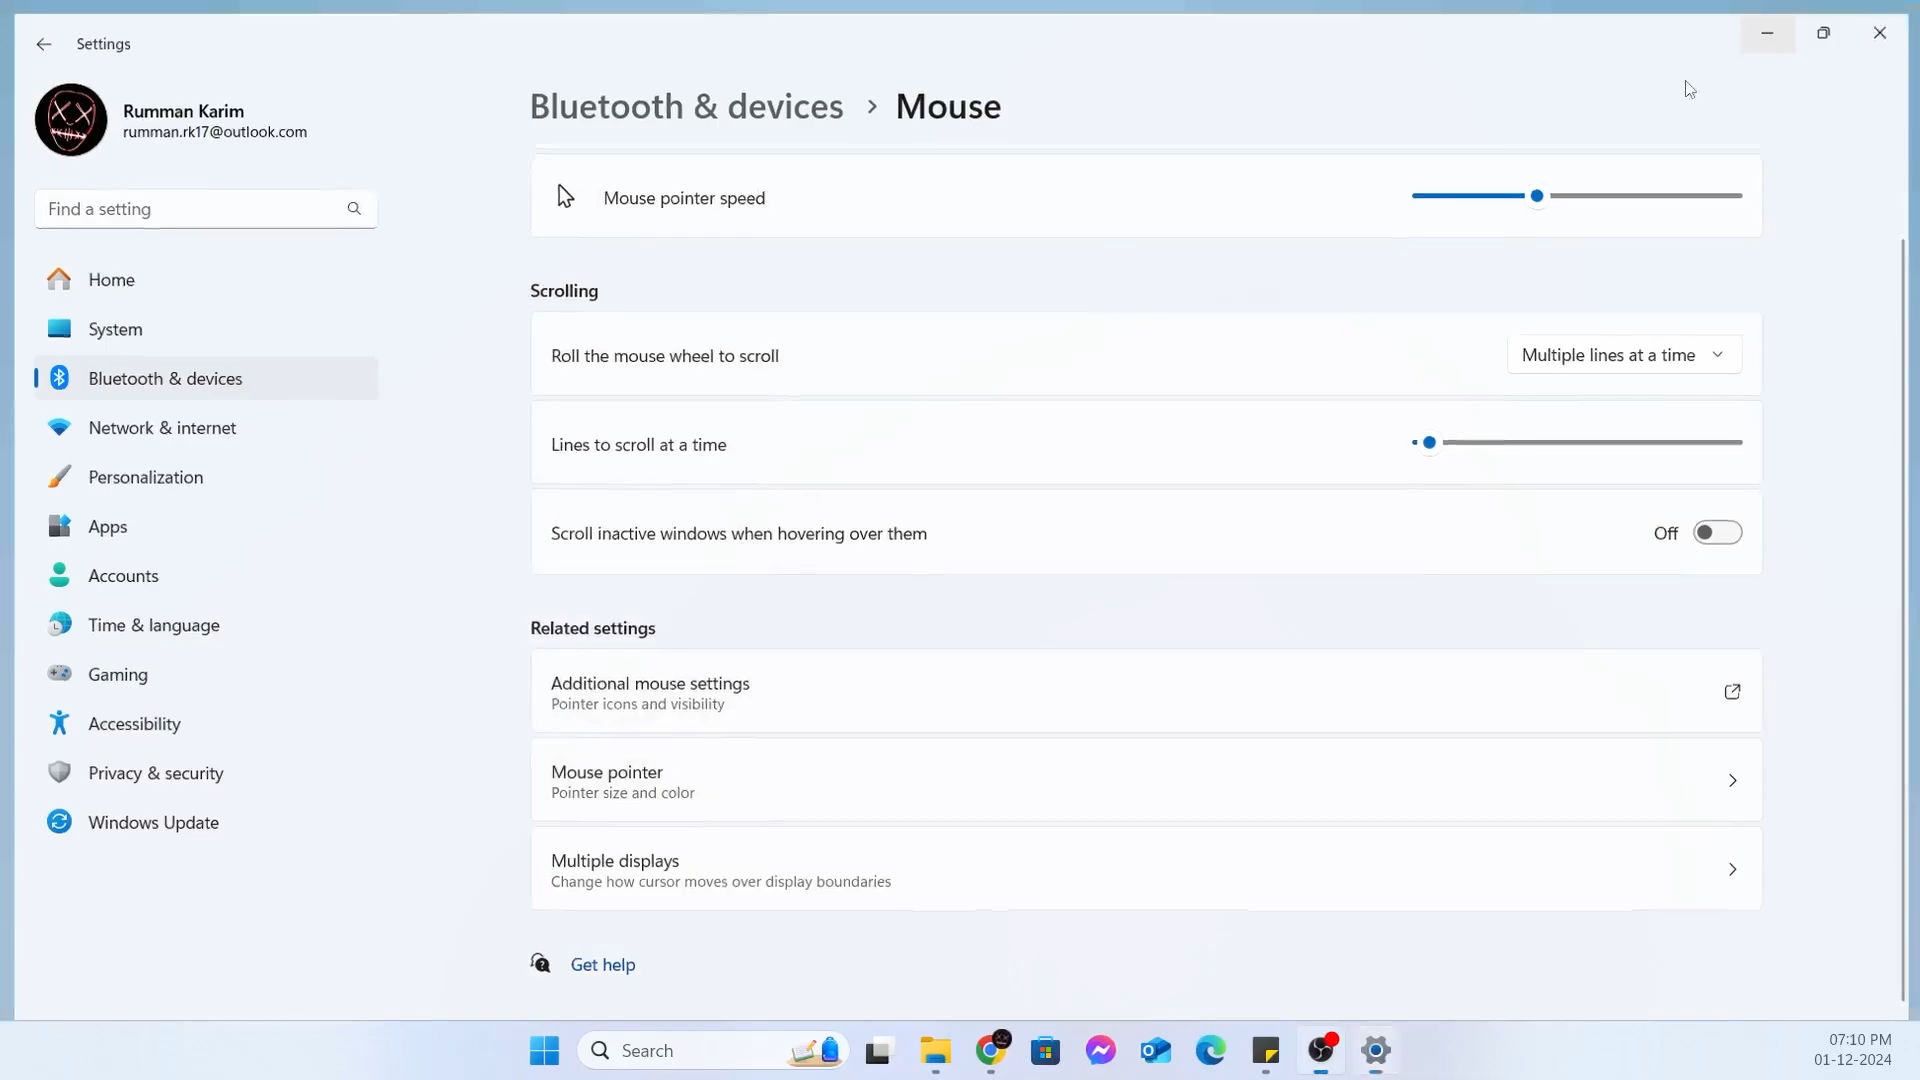 Settings
Rumman Karim
rumman.rk17@outlook.com
Find a setting
Home
System
Bluetooth & devices
Network & internet
Personalization
Apps
Accounts
Time & language
Gaming
Accessibility
Privacy & security
Windows Update
Bluetooth & devices > Mouse
Mouse pointer speed
Scrolling
Roll the mouse wheel to scroll
Multiple lines at a time
Lines to scroll at a time
Scroll inactive windows when hovering over them
Off
Related settings
Additional mouse settings
Pointer icons and visibility
Mouse pointer
Pointer size and color
Multiple displays
Change how cursor moves over display boundaries
Get help
Search
07:10 PM
01-12-2024